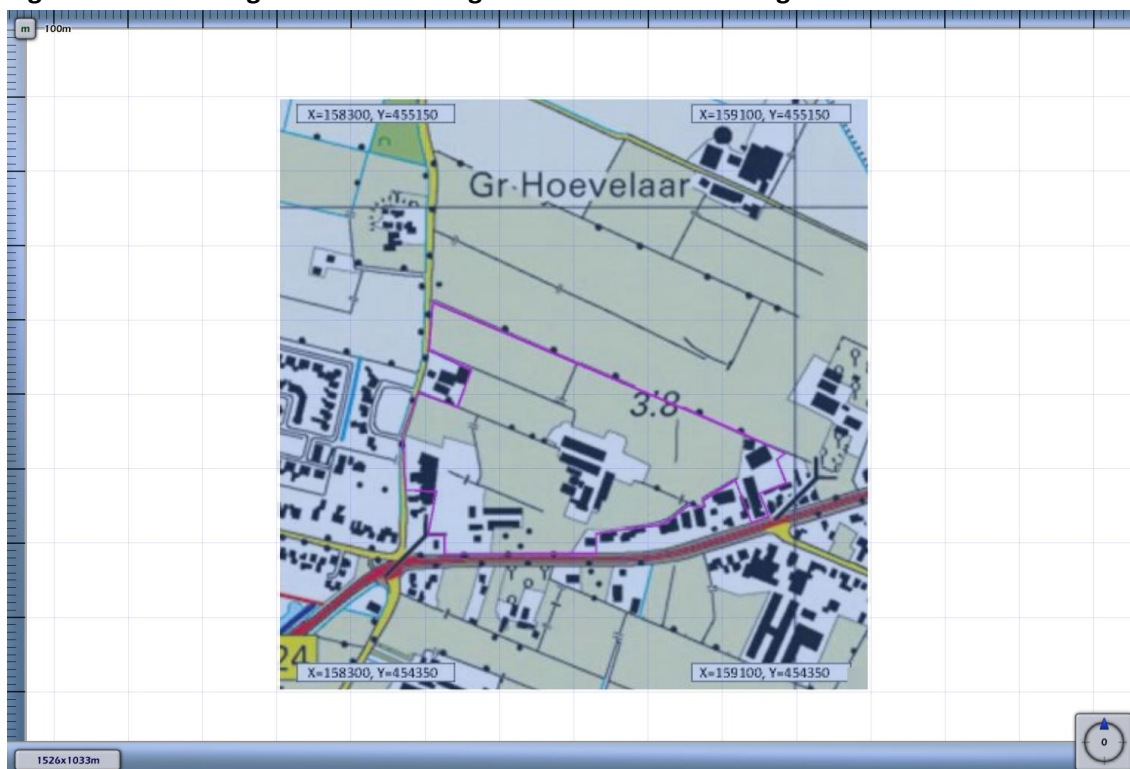 m 100m
X=158300, Y=455150
X=159100, Y=455150
Gr·Hoevelaar
3.8
24
X=158300, Y=454350
X=159100, Y=454350
0
1526x1033m